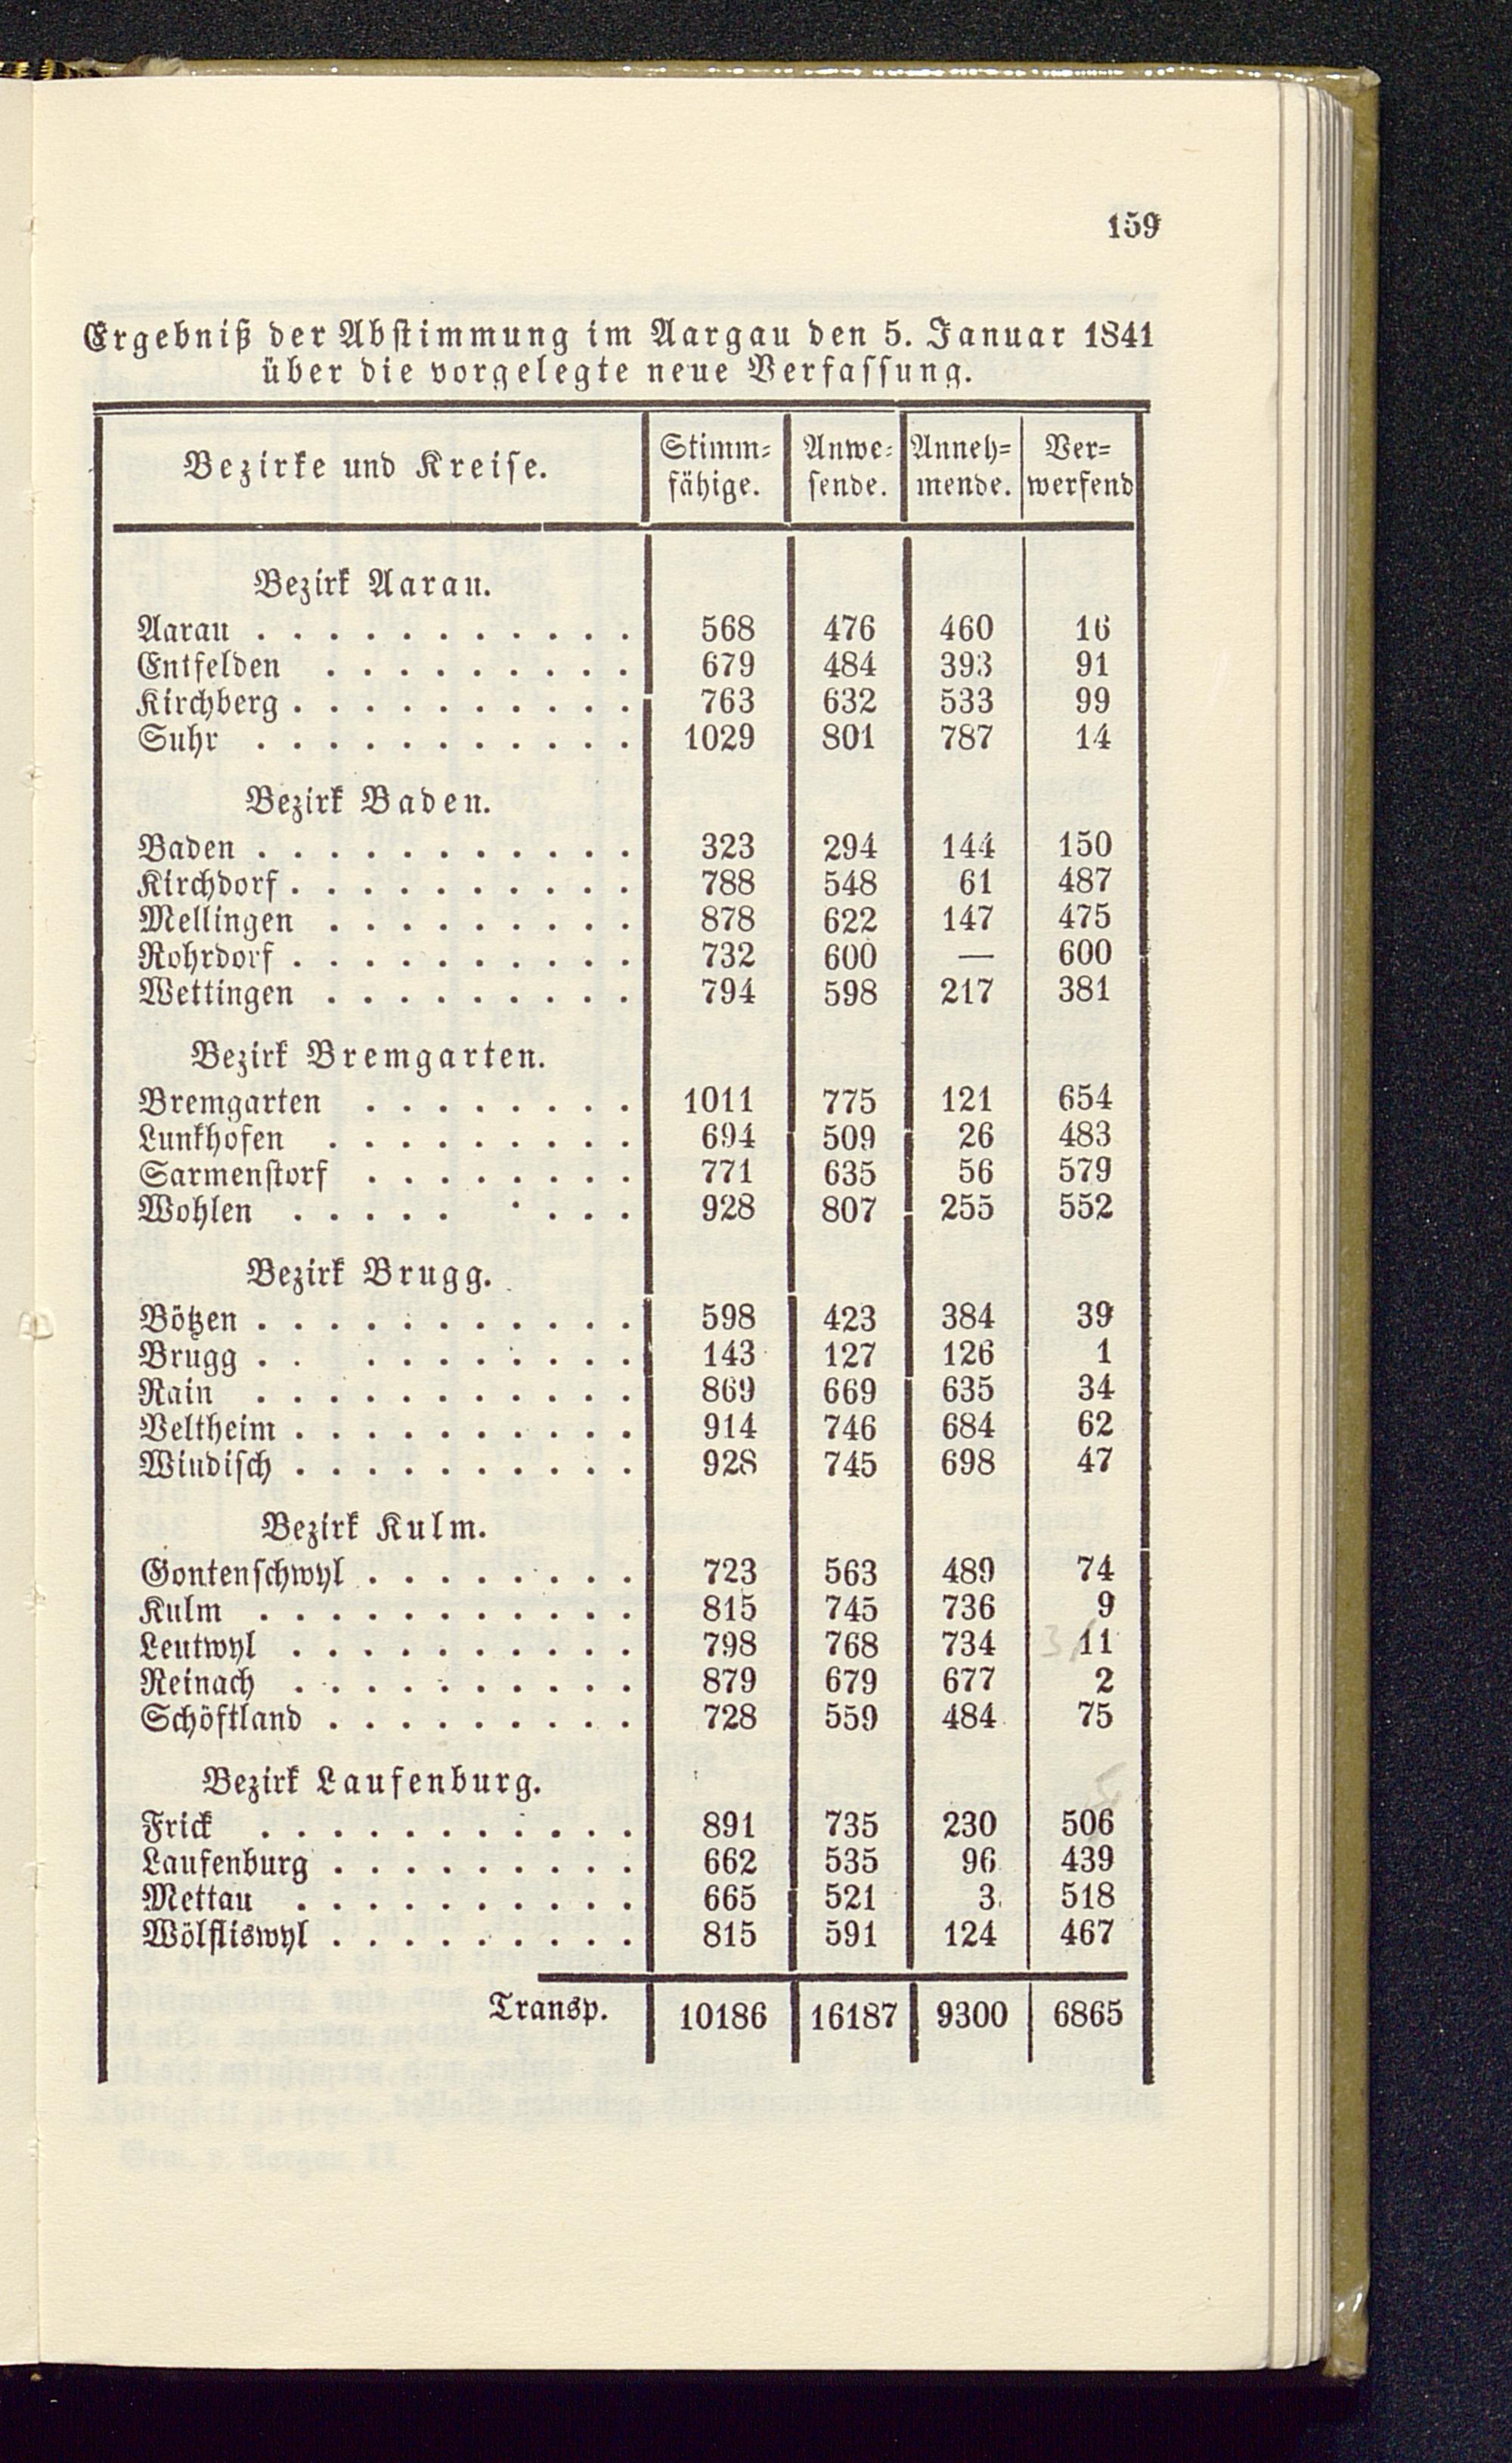 159
Ergebniß der Abstimmung im Aargau den 5. Januar 1841
über die vorgelegte neue Verfassung.
Bezirke und Kreise. Stimm- Anwe- Anneh- Ver-
fähige. sende. mende. werfend
Bezirk Aarau.
Aarau . . . . . . . . . . . . . 568 476 460 16
Entfelden . . . . . . . . . . . 679 484 393 91
Kirchberg . . . . . . . . . . . . 763 632 533 99
Suhr . . . . . . . . . . . . . 1029 801 787 14
Bezirk Baden.
Baden . . . . . . . . . . . . . 323 294 144 150
Kirchdorf . . . . . . . . . . . . 788 548 61 487
Mellingen . . . . . . . . . . . 878 622 147 475
Rohrdorf . . . . . . . . . . . . 732 600 — 600
Wettingen . . . . . . . . . . . 794 598 217 381
Bezirk Bremgarten.
Bremgarten . . . . . . . . . . 1011 775 121 654
Lunkhofen . . . . . . . . . . . 694 509 26 483
Sarmenstorf . . . . . . . . . . 771 635 56 579
Wohlen . . . . . . . . . 928 807 255 552
Bezirk Brugg.
Bötzen . . . . . . . . . . . . . 598 423 384 39
Brugg . . . . . . . . . . . . 143 127 126 1
Rain . . . . . . . . . . . . . 869 669 635 34
Veltheim . . . . . . . . . . . . 914 746 684 62
Windisch . . . . . . . . . . . . 928 745 698 47
Bezirk Kulm.
Gontenschwyl . . . . . . . . . . 723 563 489 74
Kulm . . . . . . . . . . . . . 815 745 736 9
Leutwyl . . . . . . . . . . . . 798 768 734 11
Reinach . . . . . . . . . . . . 879 679 677 2
Schöftland . . . . . . . . . . . 728 559 484 75
Bezirk Laufenburg.
Frick . . . . . . . . . . . . . 891 735 230 506
Laufenburg . . . . . . . . . . . 662 535 96 439
Mettau . . . . . . . . . . . . 665 521 3 518
Wölfliswyl . . . . . . . . . . . 815 591 124 467
Transp. 10186 16187 9300 6865